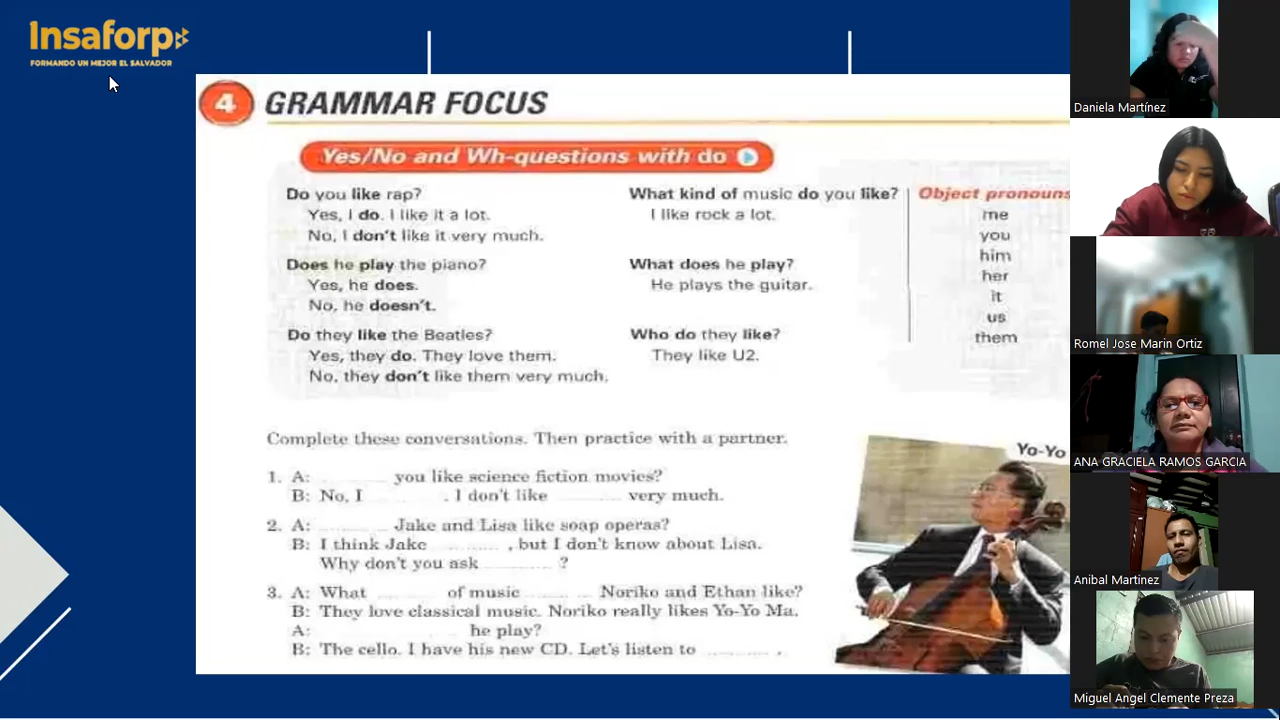 Insaforp
FORMANDO UN MEJOR EL SALVADOR
4 GRAMMAR FOCUS
Yes/No and Wh-questions with do
Do you like rap?
Yes, I do. I like it a lot.
No, I don't like it very much.
Does he play the piano?
Yes, he does.
No, he doesn't.
Do they like the Beatles?
Yes, they do. They love them.
No, they don't like them very much.
What kind of music do you like?
I like rock a lot.
What does he play?
He plays the guitar.
Who do they like?
They like U2.
Object pronouns
me
you
him
her
it
us
them
Complete these conversations. Then practice with a partner.
1. A: ........ you like science fiction movies?
B: No, I ........ . I don't like ........ very much.
2. A: ........ Jake and Lisa like soap operas?
B: I think Jake ........ , but I don't know about Lisa.
Why don't you ask ........ ?
3. A: What ........ of music ........ Noriko and Ethan like?
B: They love classical music. Noriko really likes Yo-Yo Ma.
A: ........ he play?
B: The cello. I have his new CD. Let's listen to ........ .
Yo-Yo
Daniela Martínez
Romel Jose Marin Ortiz
ANA GRACIELA RAMOS GARCIA
Anibal Martinez
Miguel Angel Clemente Preza